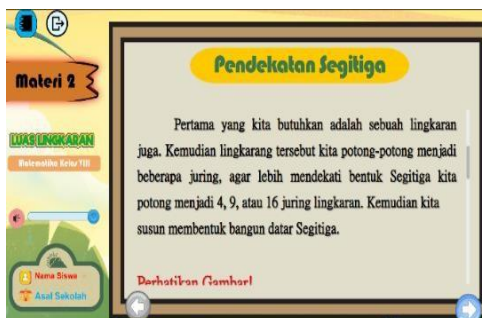 Materi 2
LUAS LINGKARAN
Matematika Kelas VIII
Nama Siswa
Asal Sekolah
Pendekatan Segitiga
Pertama yang kita butuhkan adalah sebuah lingkaran
juga. Kemudian lingkarang tersebut kita potong-potong menjadi
beberapa juring, agar lebih mendekati bentuk Segitiga kita
potong menjadi 4, 9, atau 16 juring lingkaran. Kemudian kita
susun membentuk bangun datar Segitiga.
Perhatikan Gambar!